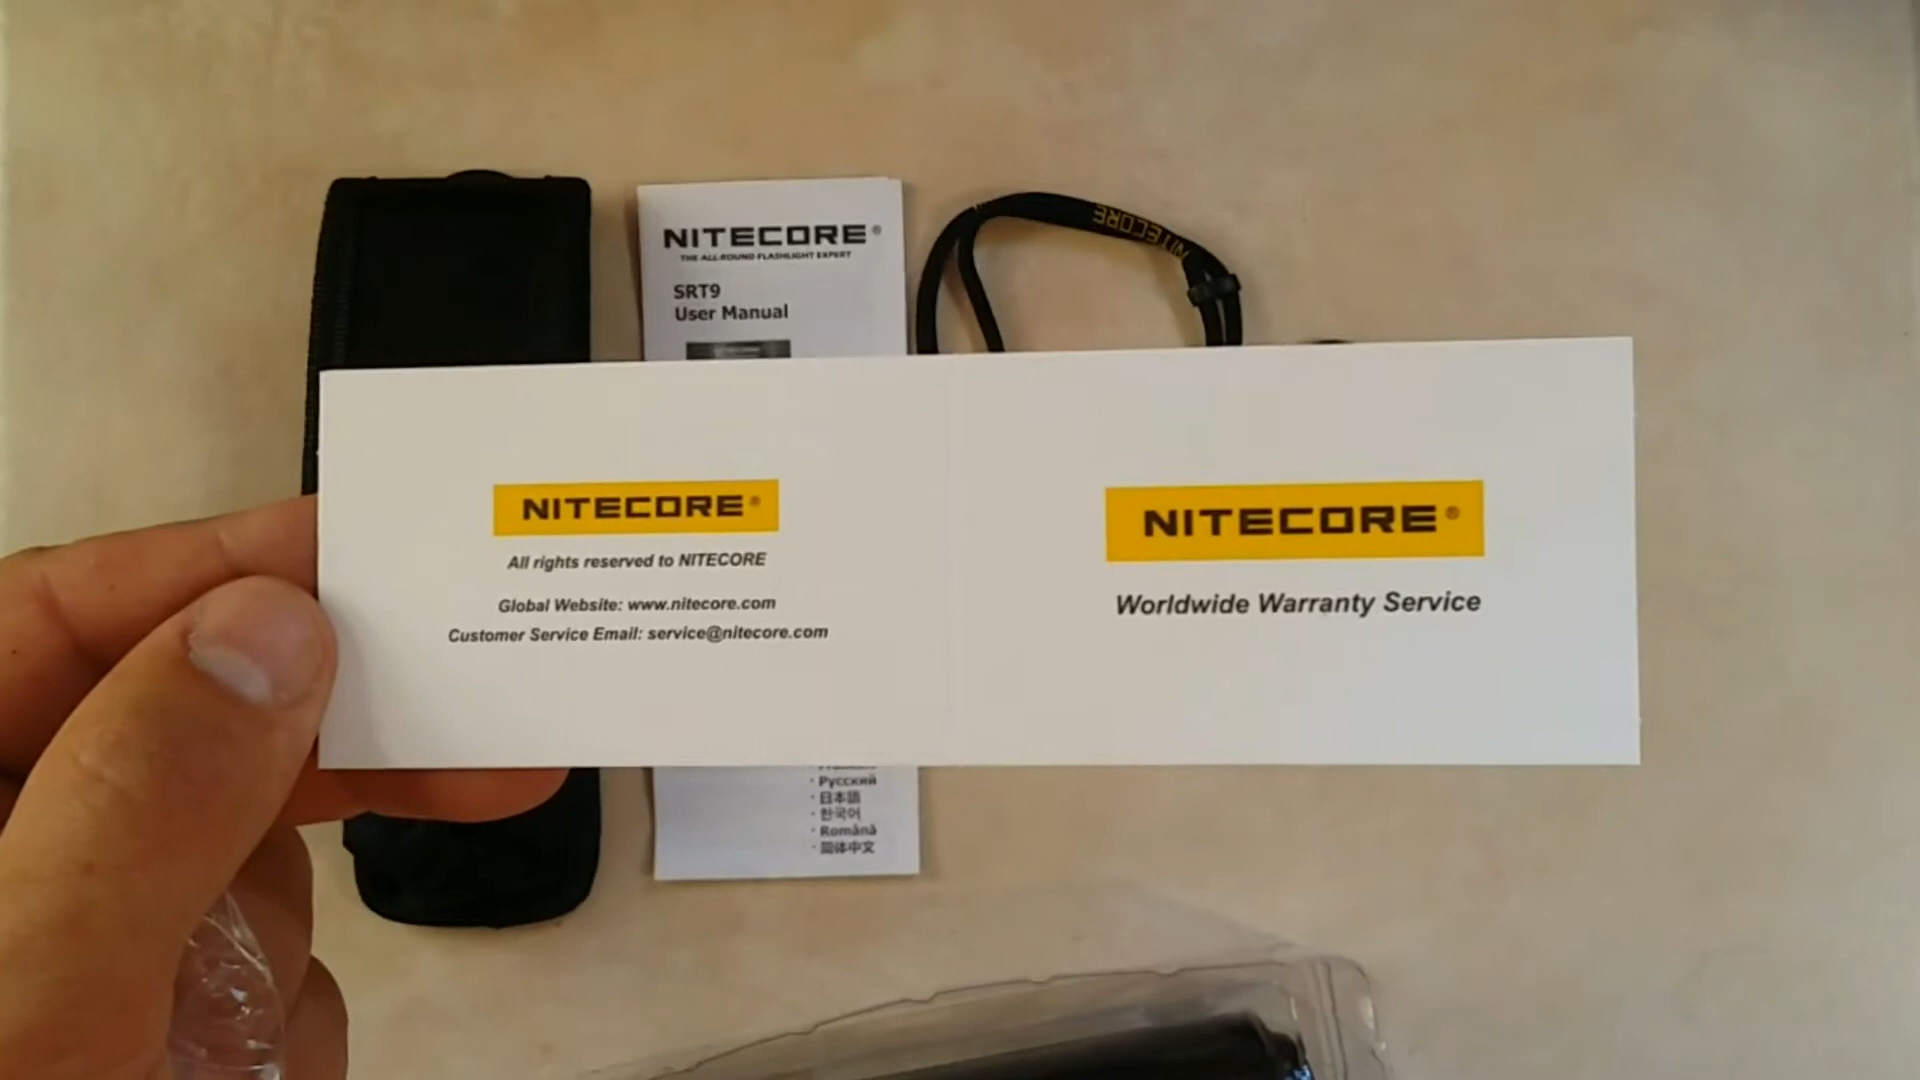 NITECORE®
THE ALL-ROUND FLASHLIGHT EXPERT
SRT9
User Manual
NITECORE
NITECORE®
All rights reserved to NITECORE
Global Website: www.nitecore.com
Customer Service Email: service@nitecore.com
NITECORE®
Worldwide Warranty Service
· Русский
· 日本語
· 한국어
· Română
· 简体中文